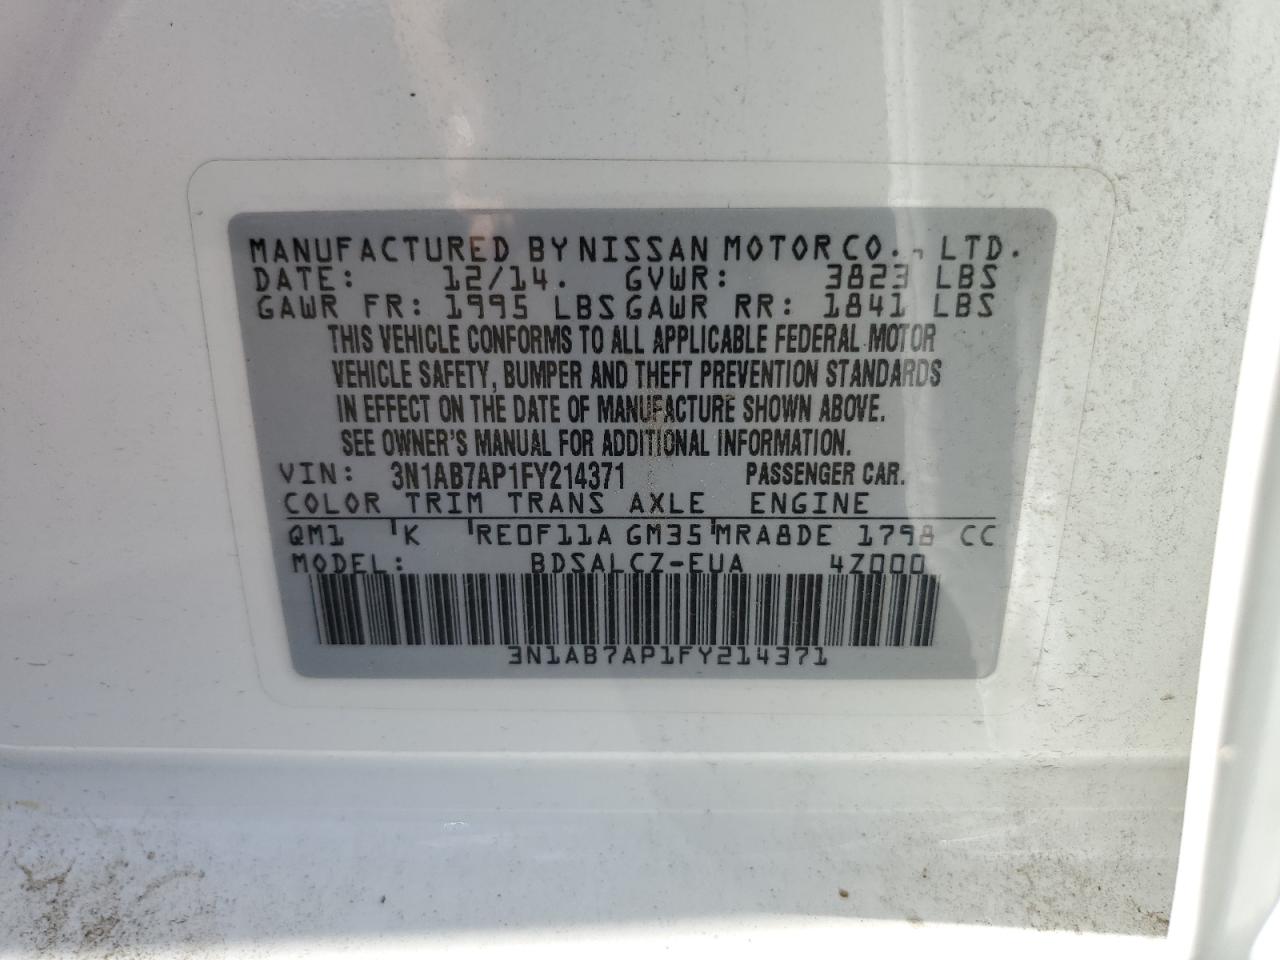 MANUFACTURED BY NISSAN MOTOR CO., LTD.
DATE: 12/14. GVWR: 3823 LBS
GAWR FR: 1995 LBS GAWR RR: 1841 LBS
THIS VEHICLE CONFORMS TO ALL APPLICABLE FEDERAL MOTOR
VEHICLE SAFETY, BUMPER AND THEFT PREVENTION STANDARDS
IN EFFECT ON THE DATE OF MANUFACTURE SHOWN ABOVE.
SEE OWNER'S MANUAL FOR ADDITIONAL INFORMATION.
VIN: 3N1AB7AP1FY214371 PASSENGER CAR.
COLOR TRIM TRANS AXLE ENGINE
QM1 K RE0F11A GM35 MRA8DE 1798 CC
MODEL: BDSALCZ-EUA 4Z000
3N1AB7AP1FY214371